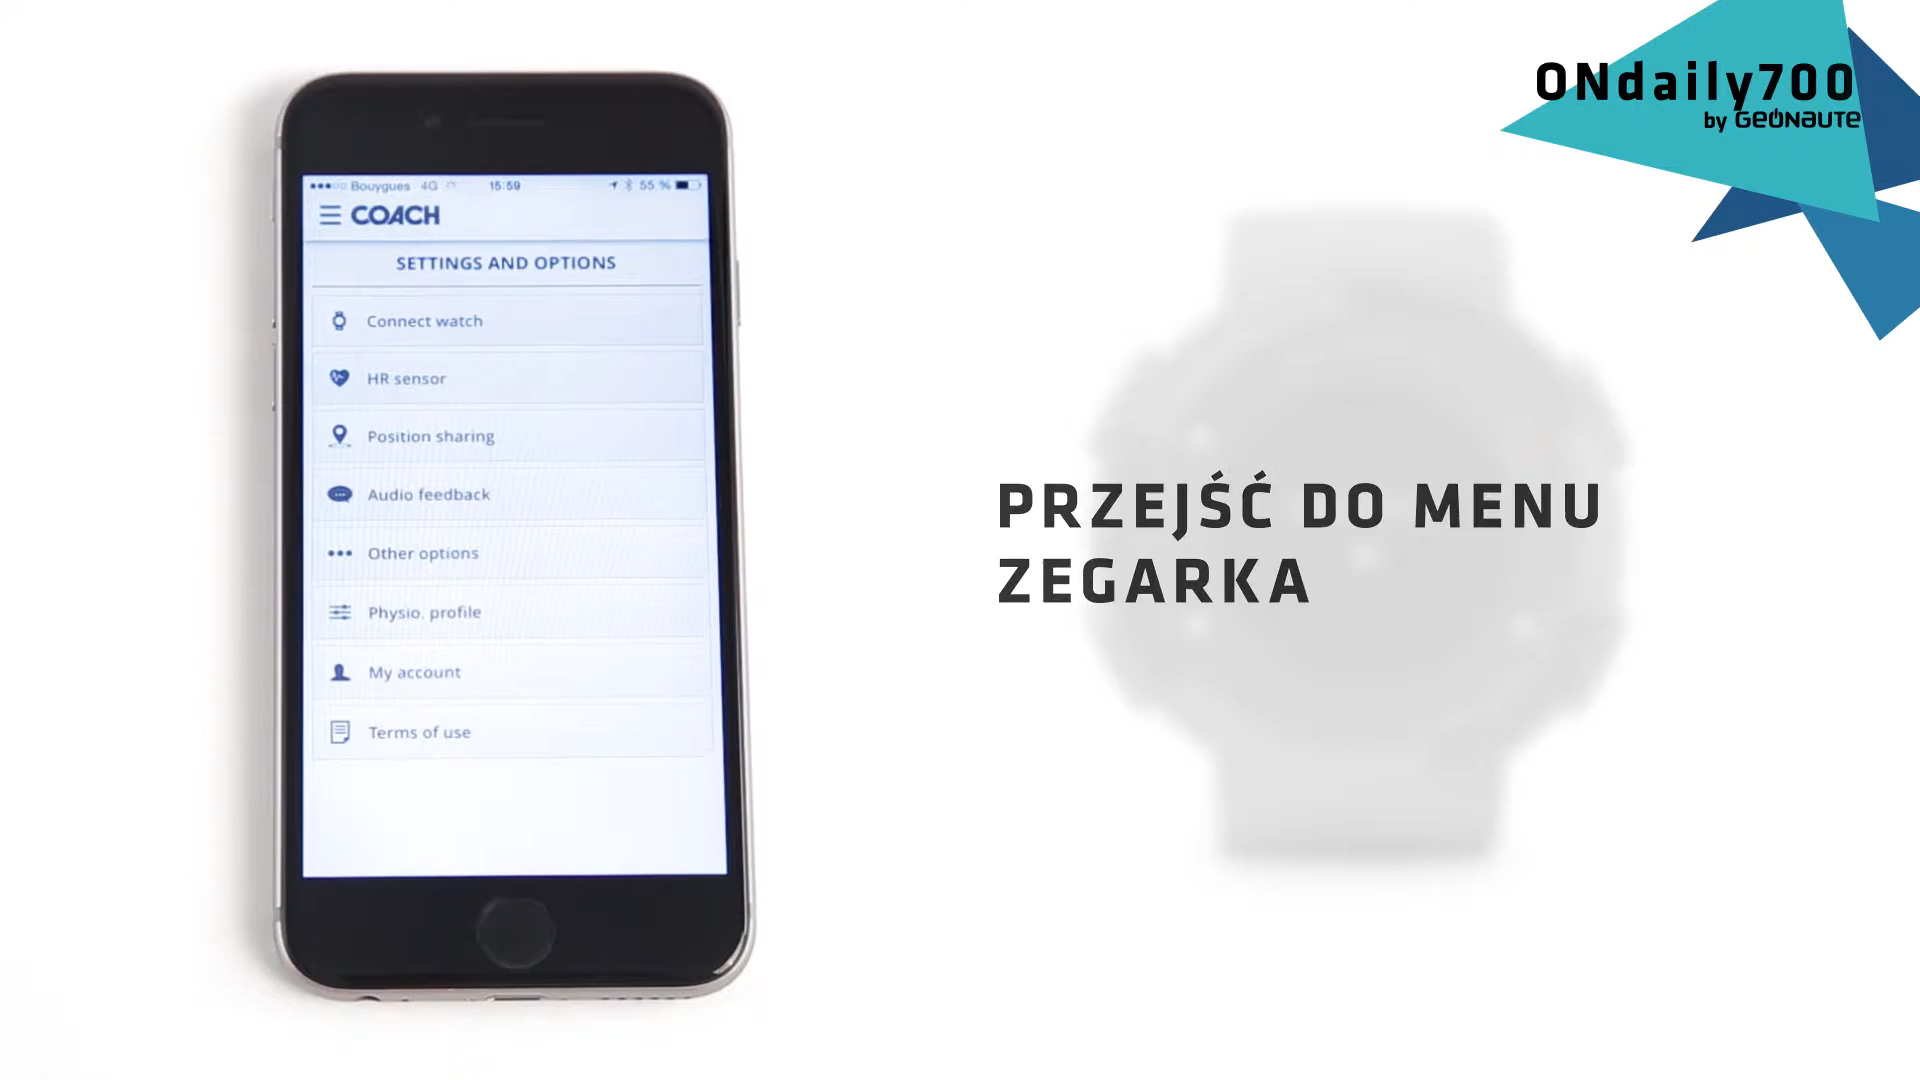 ONdaily700
by GEONAUTE
Bouygues 4G 15:59 55 %
COACH
SETTINGS AND OPTIONS
Connect watch
HR sensor
Position sharing
Audio feedback
Other options
Physio. profile
My account
Terms of use
PRZEJŚĆ DO MENU
ZEGARKA